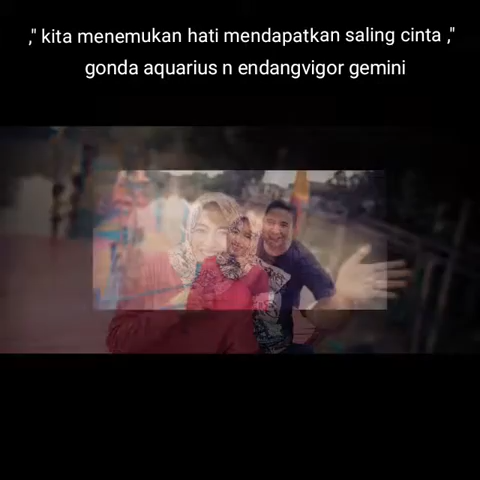 ," kita menemukan hati mendapatkan saling cinta ,"
gonda aquarius n endangvigor gemini